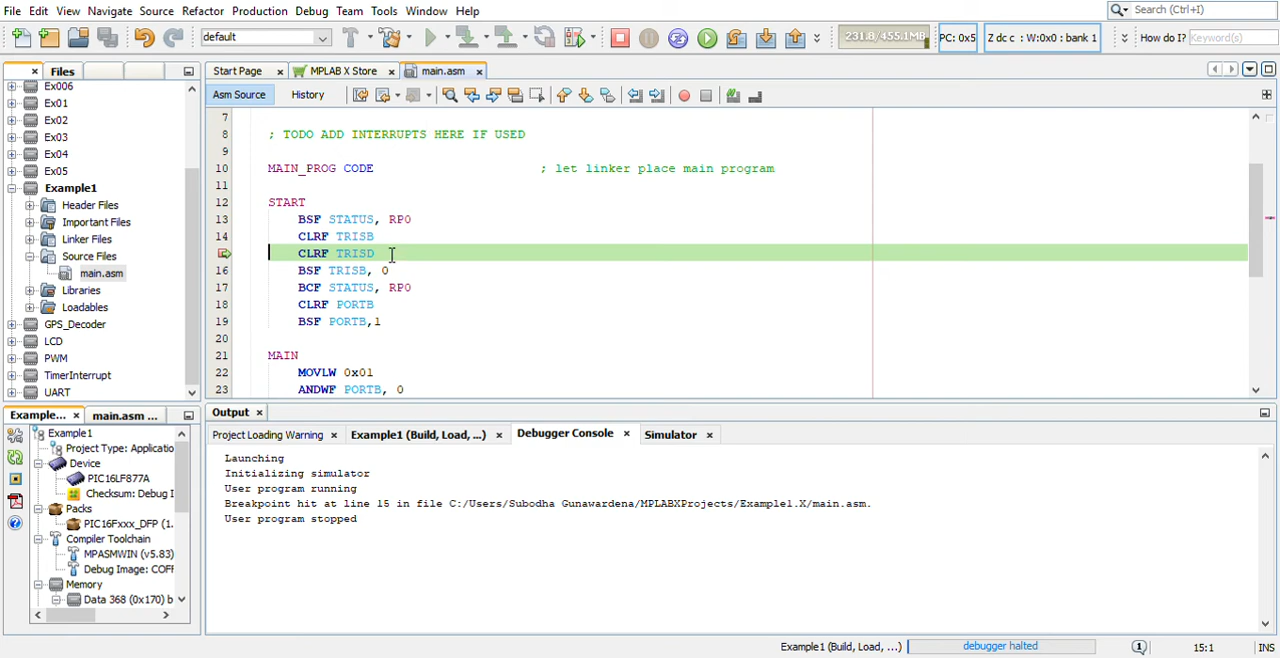 File Edit View Navigate Source Refactor Production Debug Team Tools Window Help
Search (Ctrl+I)
default
231.8/455.1MB
PC: 0x5
Z dc c : W:0x0 : bank 1
How do I?
Keyword(s)
Files
Start Page
MPLAB X Store
main.asm
Asm Source
History
Ex006
Ex01
Ex02
Ex03
Ex04
Ex05
Example1
Header Files
Important Files
Linker Files
Source Files
main.asm
Libraries
Loadables
GPS_Decoder
LCD
PWM
TimerInterrupt
UART
7
8 ; TODO ADD INTERRUPTS HERE IF USED
9
10 MAIN_PROG CODE ; let linker place main program
11
12 START
13 BSF STATUS, RP0
14 CLRF TRISB
CLRF TRISD
16 BSF TRISB, 0
17 BCF STATUS, RP0
18 CLRF PORTB
19 BSF PORTB,1
20
21 MAIN
22 MOVLW 0x01
23 ANDWF PORTB, 0
Example...
main.asm ...
Example1
Project Type: Applicatio
Device
PIC16LF877A
Checksum: Debug I
Packs
PIC16Fxxx_DFP (1.
Compiler Toolchain
MPASMWIN (v5.83)
Debug Image: COFF
Memory
Data 368 (0x170) b
Output
Project Loading Warning
Example1 (Build, Load, ...)
Debugger Console
Simulator
Launching
Initializing simulator
User program running
Breakpoint hit at line 15 in file C:/Users/Subodha Gunawardena/MPLABXProjects/Example1.X/main.asm.
User program stopped
Example1 (Build, Load, ...)
debugger halted
1
15:1
INS